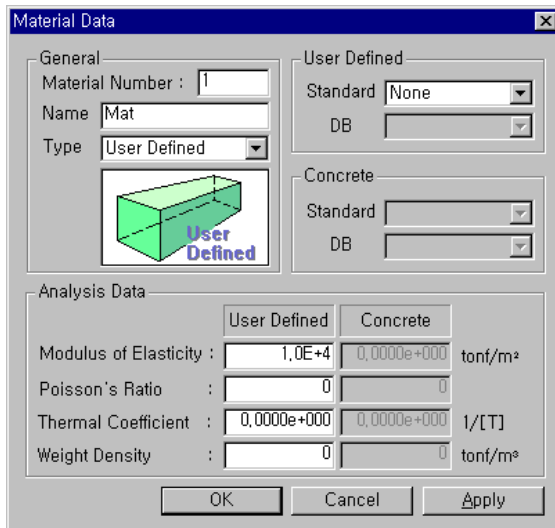 Material Data
General
Material Number : 1
Name Mat
Type User Defined
User
Defined
User Defined
Standard None
DB
Concrete
Standard
DB
Analysis Data
User Defined Concrete
Modulus of Elasticity : 1,0E+4 0,0000e+000 tonf/m²
Poisson's Ratio : 0 0
Thermal Coefficient : 0,0000e+000 0,0000e+000 1/[T]
Weight Density : 0 0 tonf/m³
OK Cancel Apply